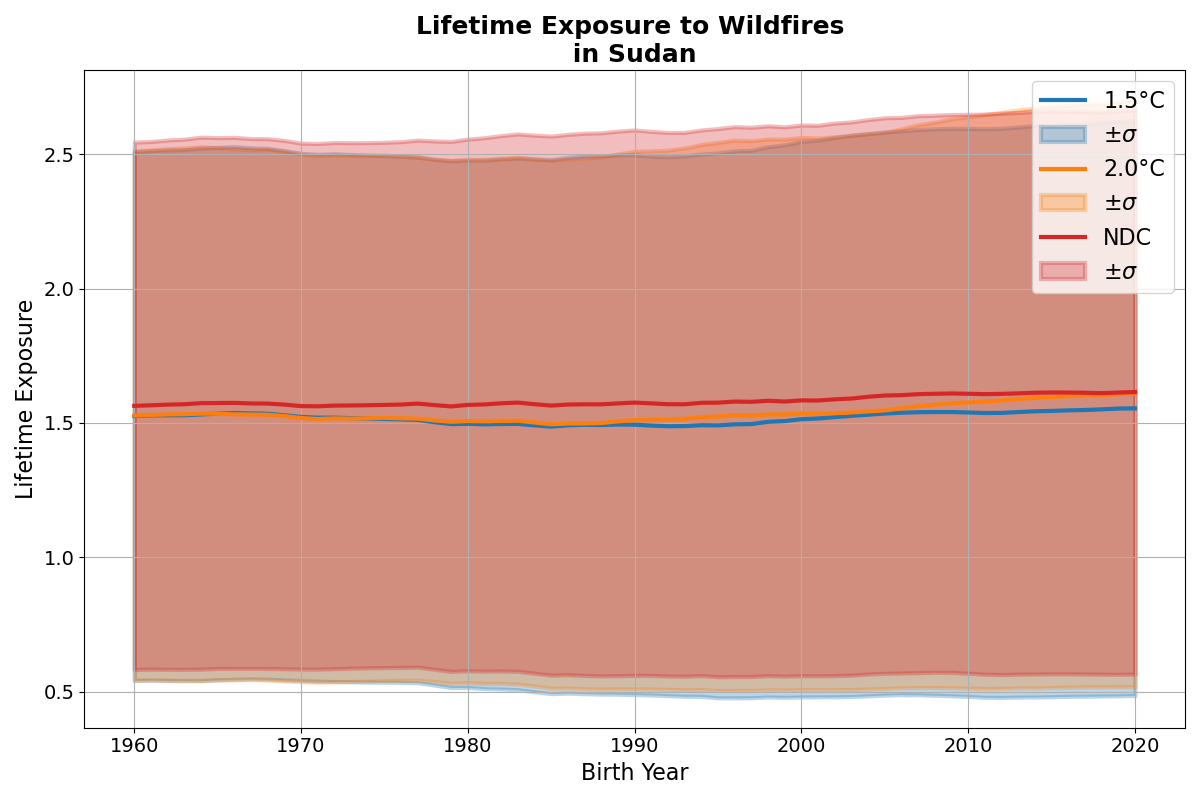 Lifetime Exposure to Wildfires
in Sudan
Lifetime Exposure
2.5
2.0
1.5
1.0
0.5
1960
1970
1980
1990
2000
2010
2020
Birth Year
1.5°C
±σ
2.0°C
±σ
NDC
±σ